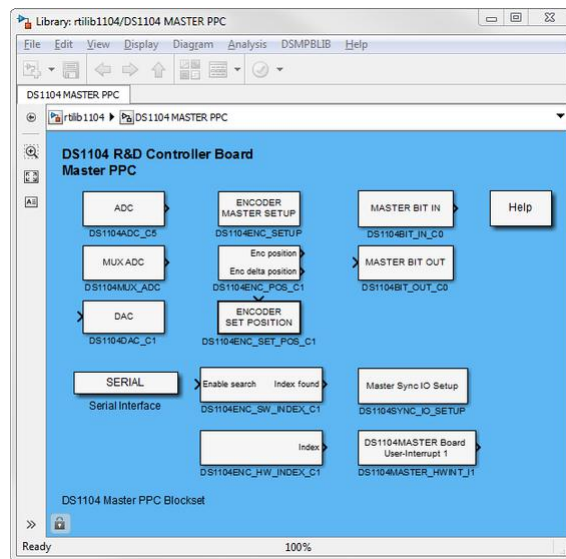 Library: rtilib1104/DS1104 MASTER PPC
File Edit View Display Diagram Analysis DSMPBLIB Help
DS1104 MASTER PPC
rtilib1104 DS1104 MASTER PPC
DS1104 R&D Controller Board
Master PPC
ADC
DS1104ADC_C5
ENCODER
MASTER SETUP
DS1104ENC_SETUP
MASTER BIT IN
DS1104BIT_IN_C0
Help
MUX ADC
DS1104MUX_ADC
Enc position
Enc delta position
DS1104ENC_POS_C1
MASTER BIT OUT
DS1104BIT_OUT_C0
DAC
DS1104DAC_C1
ENCODER
SET POSITION
DS1104ENC_SET_POS_C1
SERIAL
Serial Interface
Enable search Index found
DS1104ENC_SW_INDEX_C1
Master Sync IO Setup
DS1104SYNC_IO_SETUP
Index
DS1104ENC_HW_INDEX_C1
DS1104MASTER Board
User-Interrupt 1
DS1104MASTER_HWINT_I1
DS1104 Master PPC Blockset
Ready 100%